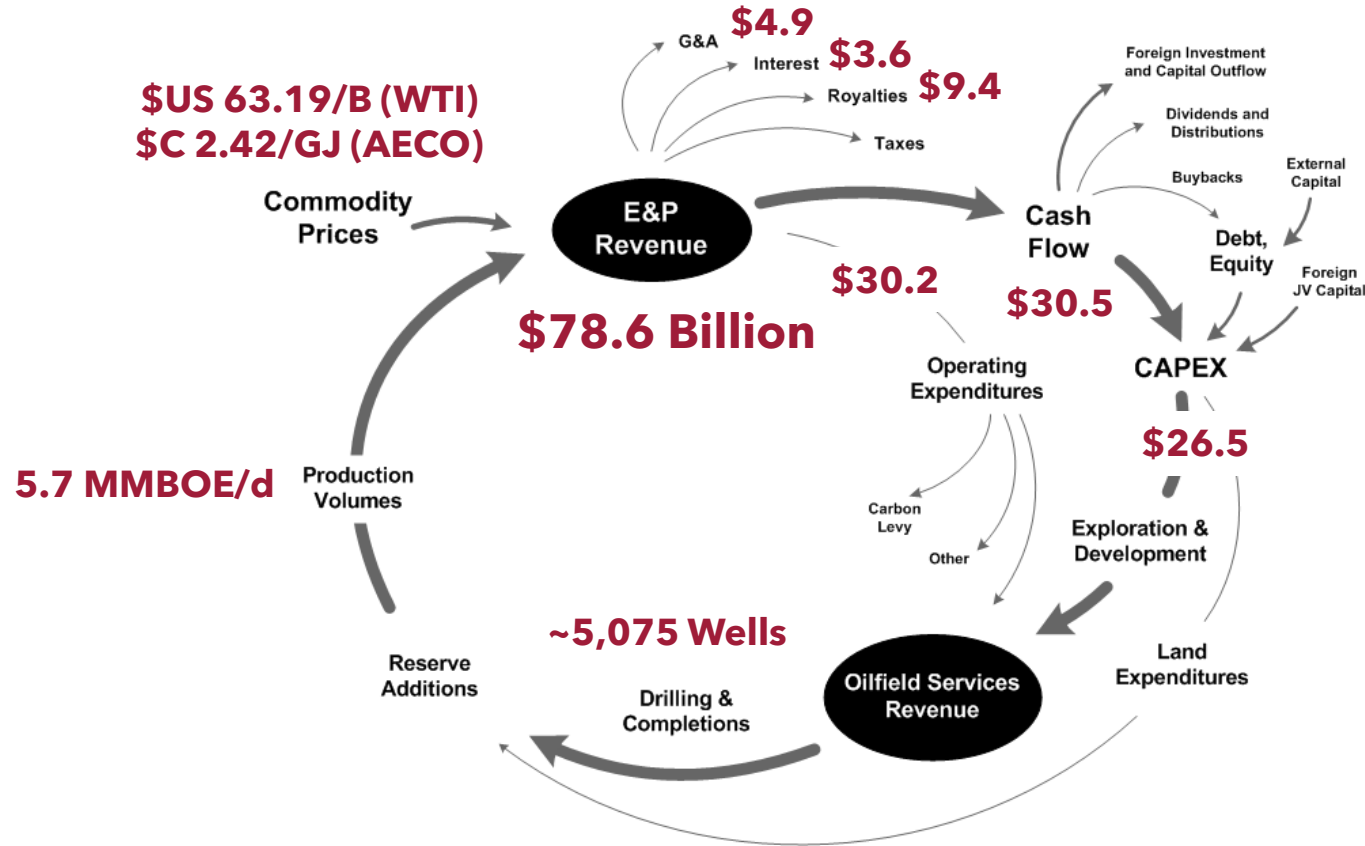 G&A $4.9
Interest $3.6
Royalties $9.4
Taxes
$US 63.19/B (WTI)
$C 2.42/GJ (AECO)
Commodity
Prices
E&P
Revenue
$78.6 Billion
Foreign Investment
and Capital Outflow
Dividends and
Distributions
Buybacks
External
Capital
Cash
Flow
$30.5
Debt,
Equity
Foreign
JV Capital
$30.2
Operating
Expenditures
CAPEX
$26.5
Carbon
Levy
Other
Exploration &
Development
Land
Expenditures
Oilfield Services
Revenue
~5,075 Wells
Drilling &
Completions
Reserve
Additions
5.7 MMBOE/d
Production
Volumes